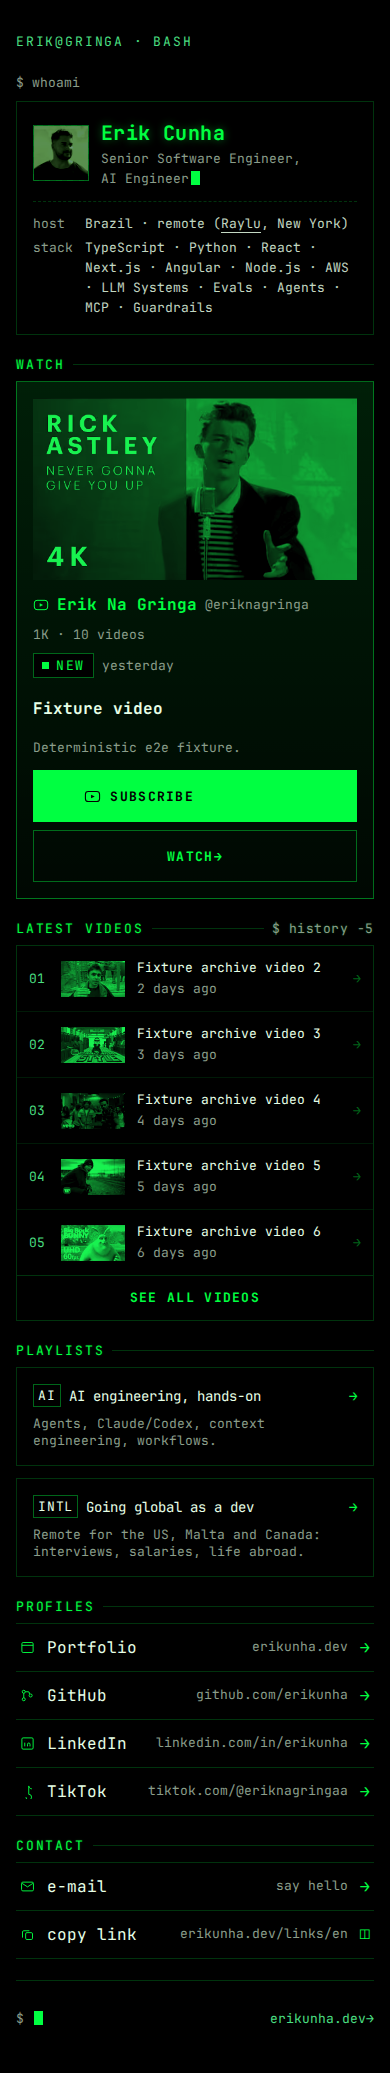 ERIK@GRINGA · BASH
$ whoami
Erik Cunha
Senior Software Engineer,
AI Engineer
host Brazil · remote (Raylu, New York)
stack TypeScript · Python · React ·
Next.js · Angular · Node.js · AWS
· LLM Systems · Evals · Agents ·
MCP · Guardrails
WATCH
RICK
ASTLEY
NEVER GONNA
GIVE YOU UP
4K
Erik Na Gringa @eriknagringa
1K · 10 videos
NEW yesterday
Fixture video
Deterministic e2e fixture.
SUBSCRIBE
WATCH→
LATEST VIDEOS $ history -5
01 Fixture archive video 2 →
2 days ago
02 Fixture archive video 3 →
3 days ago
03 Fixture archive video 4 →
4 days ago
04 Fixture archive video 5 →
5 days ago
05 Fixture archive video 6 →
6 days ago
SEE ALL VIDEOS
PLAYLISTS
AI AI engineering, hands-on →
Agents, Claude/Codex, context
engineering, workflows.
INTL Going global as a dev →
Remote for the US, Malta and Canada:
interviews, salaries, life abroad.
PROFILES
Portfolio erikunha.dev →
GitHub github.com/erikunha →
LinkedIn linkedin.com/in/erikunha →
TikTok tiktok.com/@eriknagringaa →
CONTACT
e-mail say hello →
copy link erikunha.dev/links/en
$ erikunha.dev→